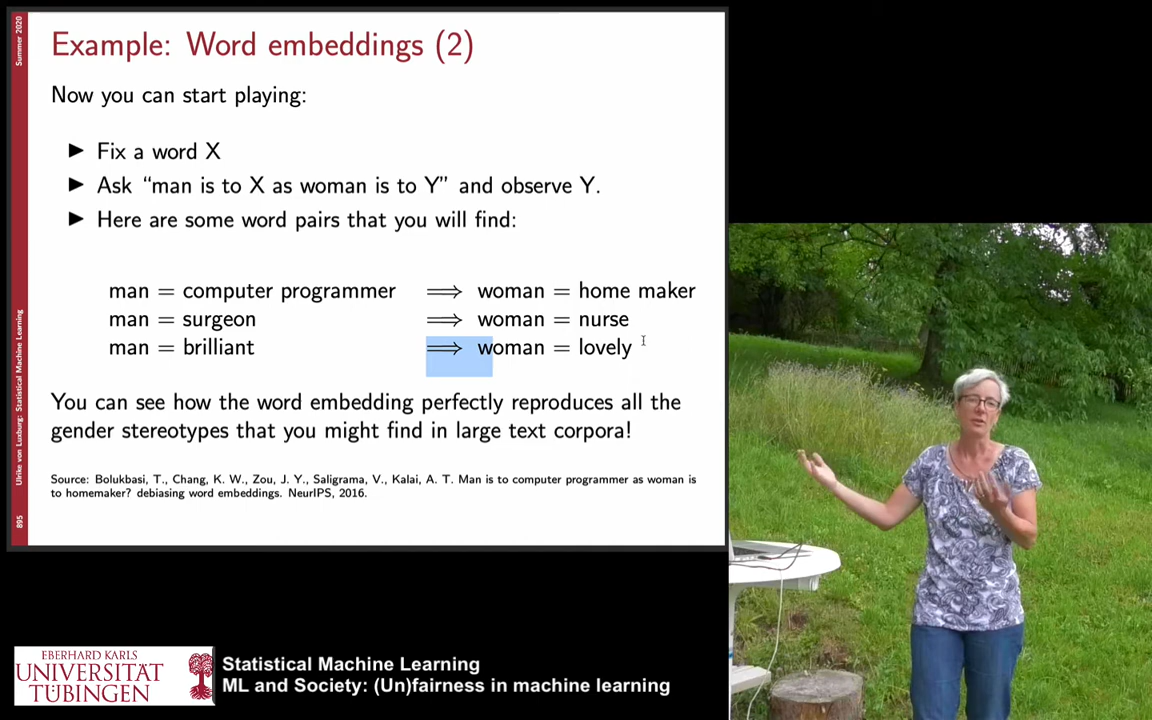 Summer 2020
Ulrike von Luxburg: Statistical Machine Learning
895
Example: Word embeddings (2)
Now you can start playing:
▶ Fix a word X
▶ Ask “man is to X as woman is to Y” and observe Y.
▶ Here are some word pairs that you will find:
man = computer programmer ⟹ woman = home maker
man = surgeon ⟹ woman = nurse
man = brilliant ⟹ woman = lovely
You can see how the word embedding perfectly reproduces all the
gender stereotypes that you might find in large text corpora!
Source: Bolukbasi, T., Chang, K. W., Zou, J. Y., Saligrama, V., Kalai, A. T. Man is to computer programmer as woman is
to homemaker? debiasing word embeddings. NeurIPS, 2016.
EBERHARD KARLS
UNIVERSITÄT
TÜBINGEN
Statistical Machine Learning
ML and Society: (Un)fairness in machine learning